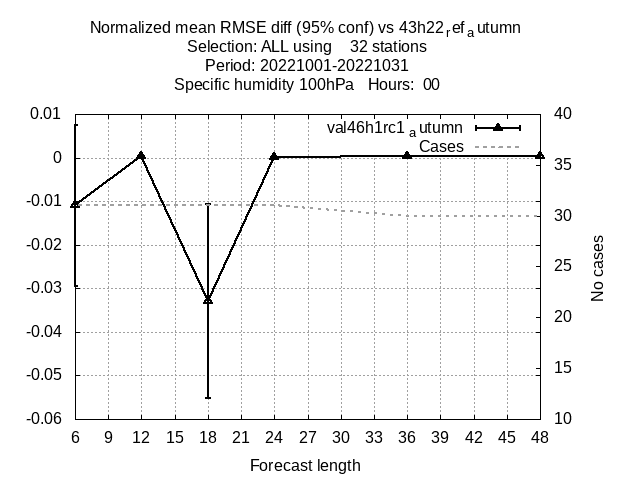 Normalized mean RMSE diff (95% conf) vs 43h22refautumn
Selection: ALL using    32 stations
Period: 20221001-20221031
Specific humidity 100hPa   Hours:  00
val46h1rc1autumn
Cases
0.01
0
-0.01
-0.02
-0.03
-0.04
-0.05
-0.06
40
35
30
25
20
15
10
No cases
6 9 12 15 18 21 24 27 30 33 36 39 42 45 48
Forecast length